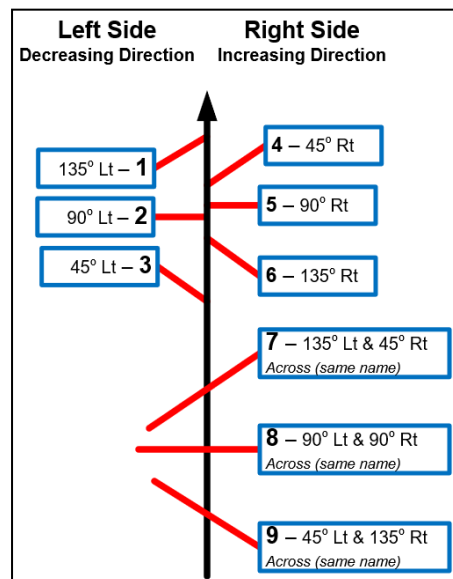 Left Side
Decreasing Direction
Right Side
Increasing Direction
135° Lt – 1
90° Lt – 2
45° Lt – 3
4 – 45° Rt
5 – 90° Rt
6 – 135° Rt
7 – 135° Lt & 45° Rt
Across (same name)
8 – 90° Lt & 90° Rt
Across (same name)
9 – 45° Lt & 135° Rt
Across (same name)